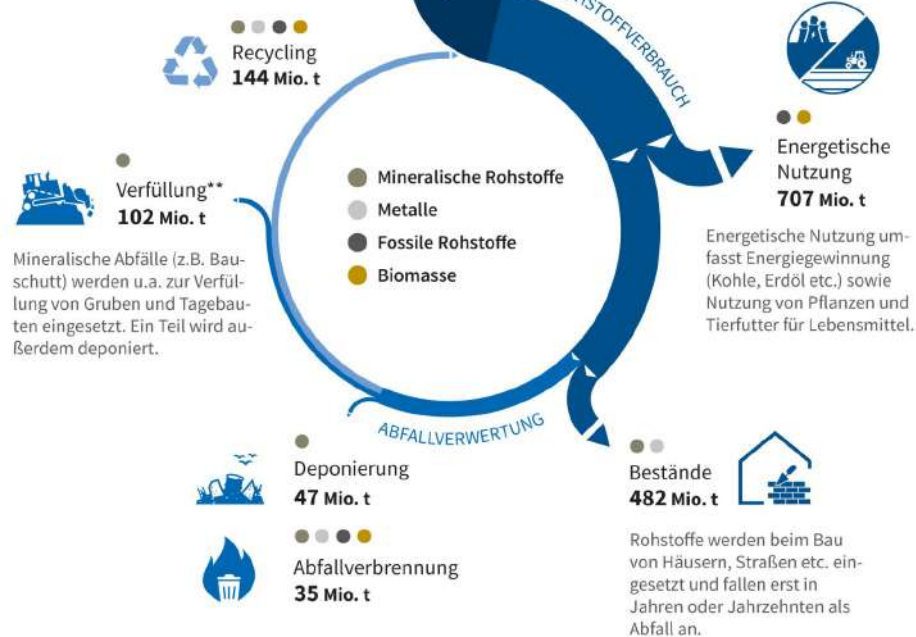 STOFFVERBRAUCH
Recycling
144 Mio. t
Verfüllung**
102 Mio. t
Mineralische Abfälle (z.B. Bau-
schutt) werden u.a. zur Verfül-
lung von Gruben und Tagebau-
ten eingesetzt. Ein Teil wird au-
ßerdem deponiert.
Mineralische Rohstoffe
Metalle
Fossile Rohstoffe
Biomasse
Energetische
Nutzung
707 Mio. t
Energetische Nutzung um-
fasst Energiegewinnung
(Kohle, Erdöl etc.) sowie
Nutzung von Pflanzen und
Tierfutter für Lebensmittel.
ABFALLVERWERTUNG
Deponierung
47 Mio. t
Abfallverbrennung
35 Mio. t
Bestände
482 Mio. t
Rohstoffe werden beim Bau
von Häusern, Straßen etc. ein-
gesetzt und fallen erst in
Jahren oder Jahrzehnten als
Abfall an.